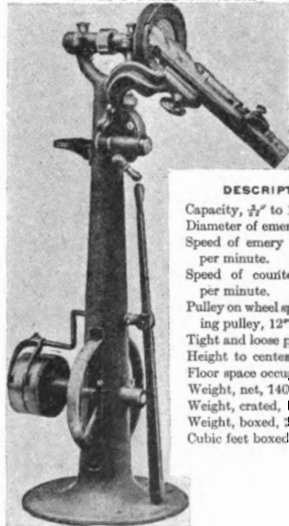 DESCRIPT
Capacity, to
Diameter of emer
Speed of emery
per minute.
Speed of counte
per minute.
Pulley on wheel sp
ing pulley, 12"
Tight and loose p
Height to center
Floor space occup
Weight, net, 140
Weight, crated,
Weight, boxed,
Cubic feet boxed